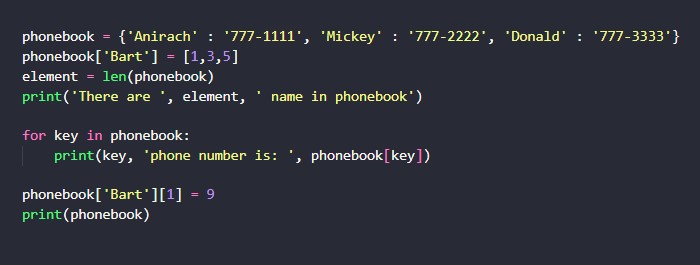 phonebook = {'Anirach' : '777-1111', 'Mickey' : '777-2222', 'Donald' : '777-3333'}
phonebook['Bart'] = [1,3,5]
element = len(phonebook)
print('There are ', element, ' name in phonebook')
for key in phonebook:
    print(key, 'phone number is: ', phonebook[key])
phonebook['Bart'][1] = 9
print(phonebook)